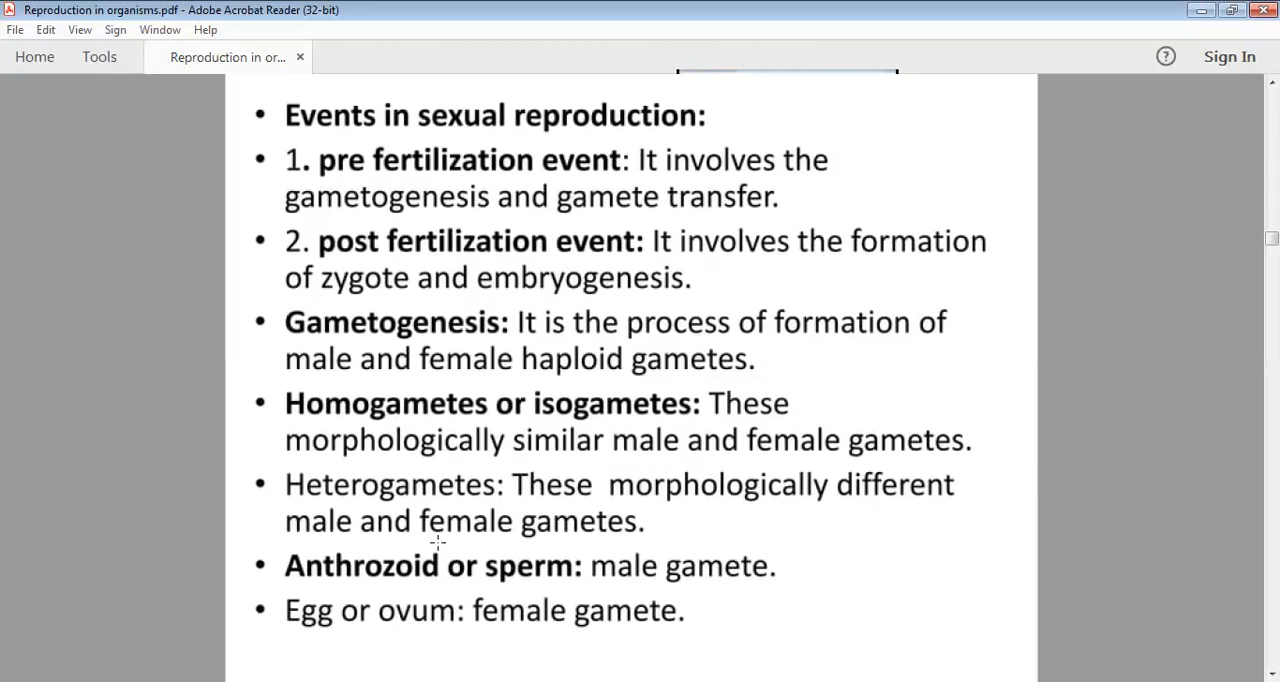 Reproduction in organisms.pdf - Adobe Acrobat Reader (32-bit)
File Edit View Sign Window Help
Home Tools Reproduction in or... × ? Sign In
• Events in sexual reproduction:
• 1. pre fertilization event: It involves the
gametogenesis and gamete transfer.
• 2. post fertilization event: It involves the formation
of zygote and embryogenesis.
• Gametogenesis: It is the process of formation of
male and female haploid gametes.
• Homogametes or isogametes: These
morphologically similar male and female gametes.
• Heterogametes: These  morphologically different
male and female gametes.
• Anthrozoid or sperm: male gamete.
• Egg or ovum: female gamete.